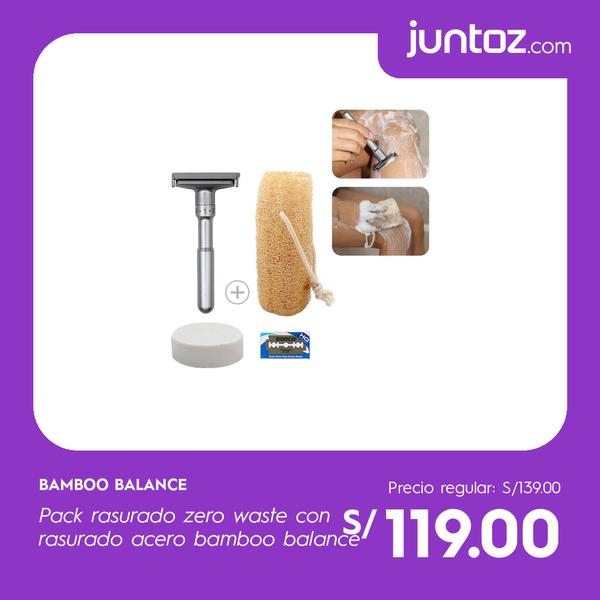 juntoz.com
DORCO
BAMBOO BALANCE
Precio regular: S/139.00
Pack rasurado zero waste con
rasurado acero bamboo balance
S/119.00